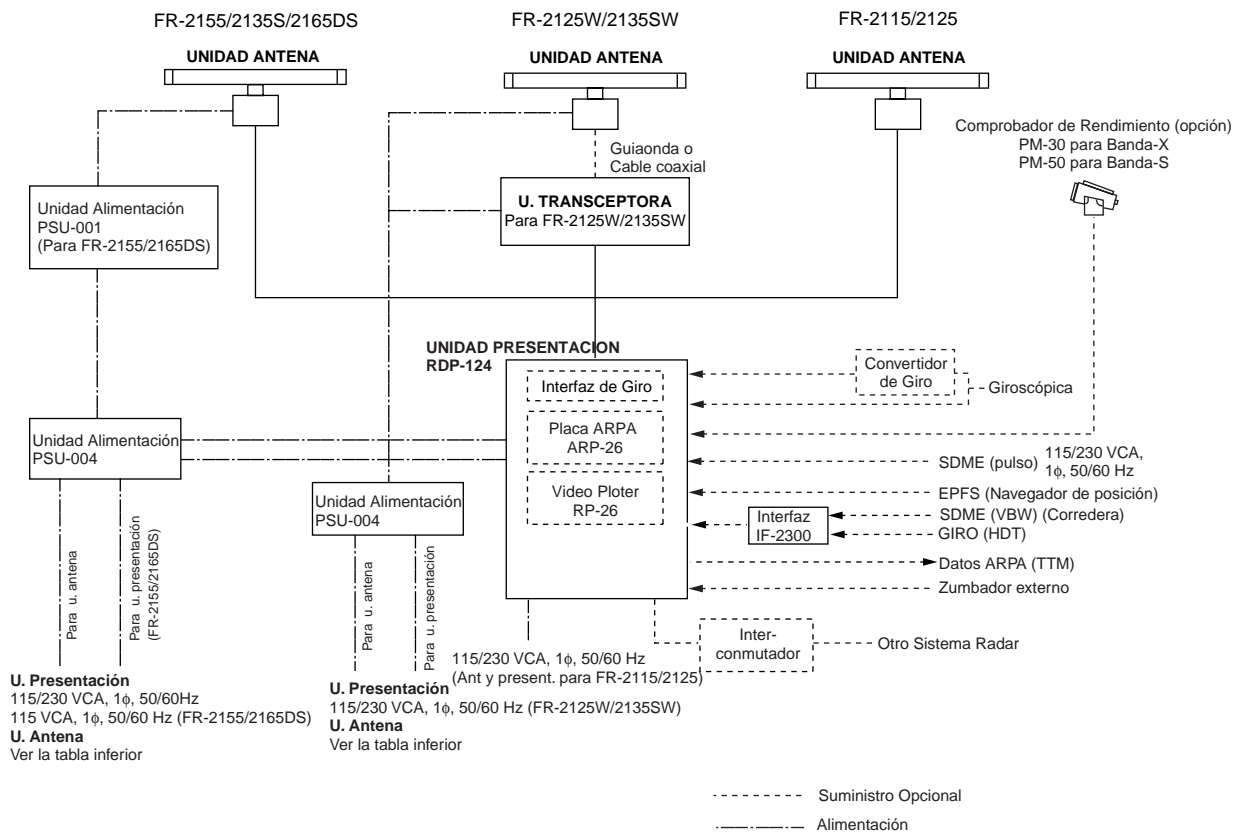 FR-2155/2135S/2165DS
FR-2125W/2135SW
FR-2115/2125
UNIDAD ANTENA
UNIDAD ANTENA
UNIDAD ANTENA
Comprobador de Rendimiento (opción)
PM-30 para Banda-X
PM-50 para Banda-S
Guiaonda o
Cable coaxial
Unidad Alimentación
PSU-001
(Para FR-2155/2165DS)
U. TRANSCEPTORA
Para FR-2125W/2135SW
UNIDAD PRESENTACION
RDP-124
Interfaz de Giro
Placa ARPA
ARP-26
Video Ploter
RP-26
Convertidor
de Giro
Giroscópica
SDME (pulso)
115/230 VCA,
1ϕ, 50/60 Hz
EPFS (Navegador de posición)
Interfaz
IF-2300
SDME (VBW) (Corredera)
GIRO (HDT)
Datos ARPA (TTM)
Zumbador externo
Inter-
conmutador
Otro Sistema Radar
Unidad Alimentación
PSU-004
Unidad Alimentación
PSU-004
Para u. antena
Para u. presentación
(FR-2155/2165DS)
Para u. antena
Para u. presentación
115/230 VCA, 1ϕ, 50/60 Hz
(Ant y present. para FR-2115/2125)
U. Presentación
115/230 VCA, 1ϕ, 50/60Hz
115 VCA, 1ϕ, 50/60 Hz (FR-2155/2165DS)
U. Antena
Ver la tabla inferior
U. Presentación
115/230 VCA, 1ϕ, 50/60 Hz (FR-2125W/2135SW)
U. Antena
Ver la tabla inferior
Suministro Opcional
Alimentación